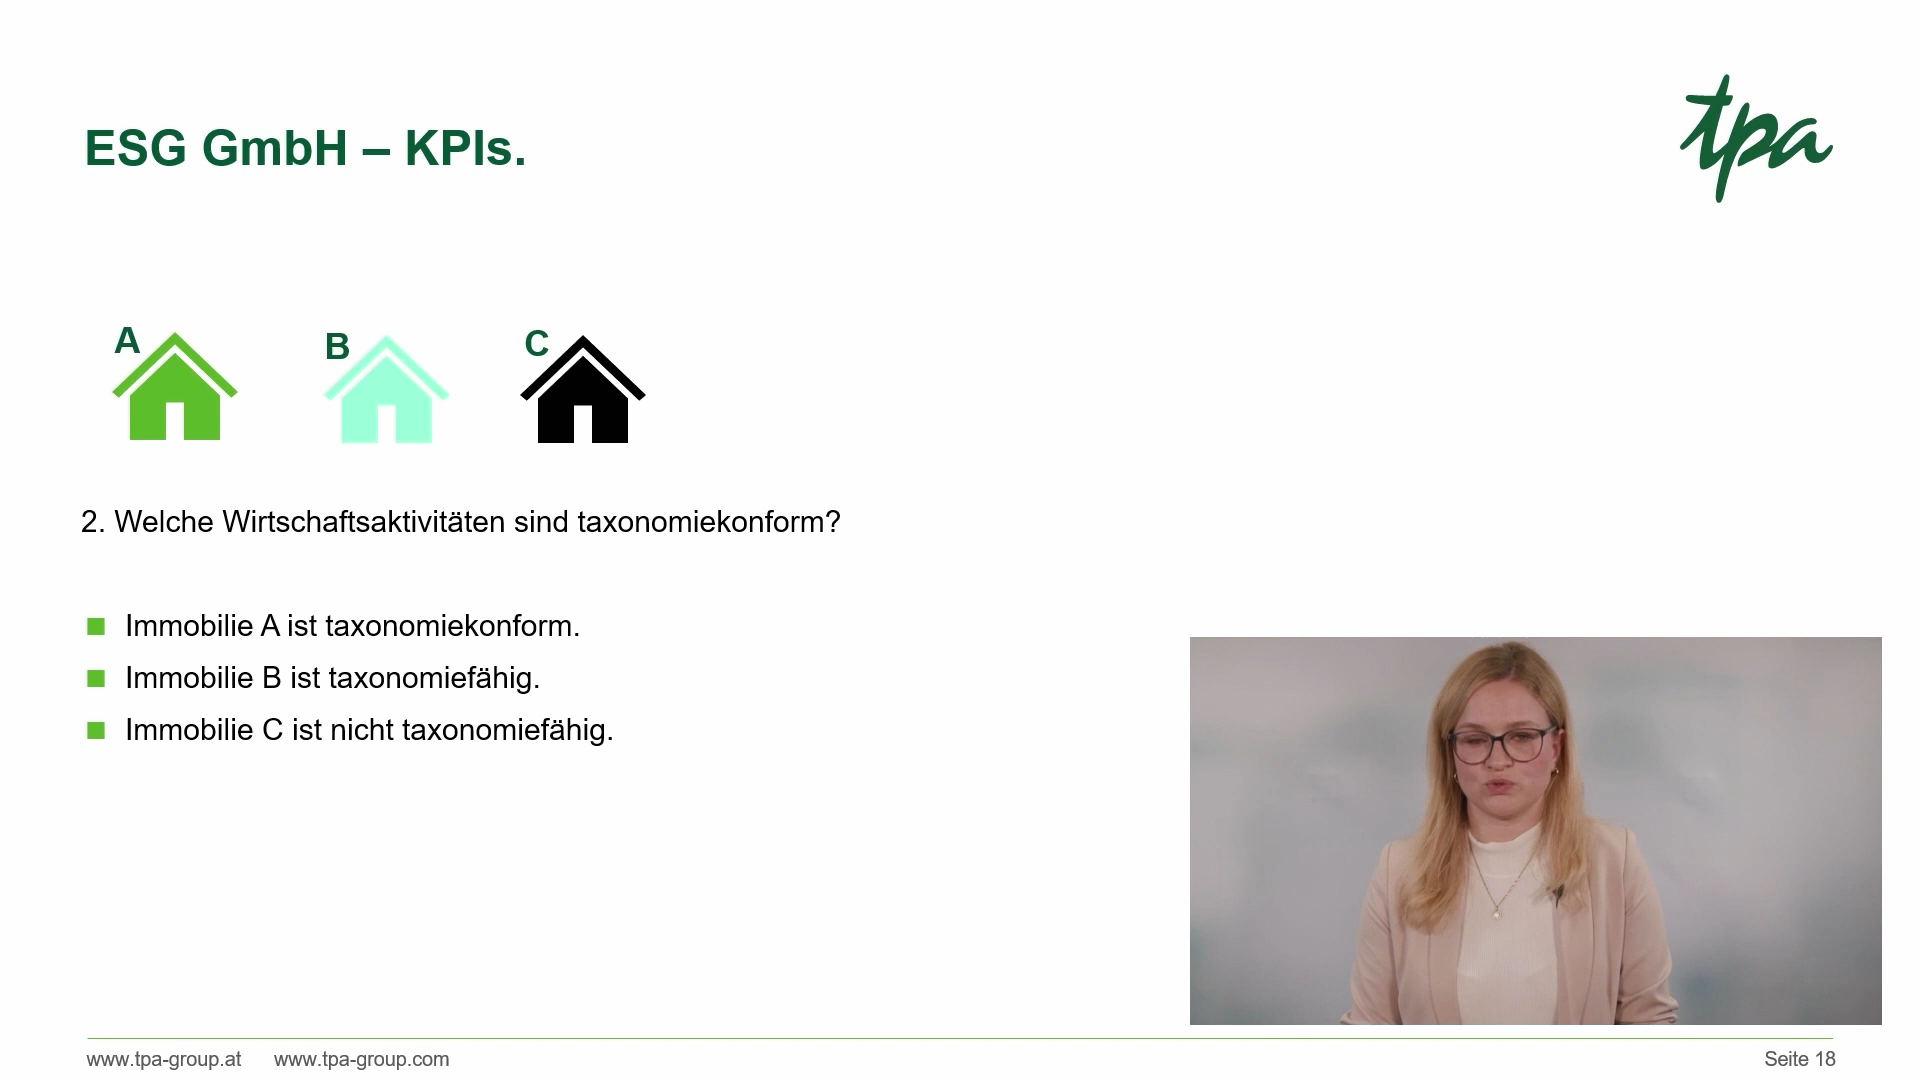 tpa
ESG GmbH – KPIs.
A
B
C
2. Welche Wirtschaftsaktivitäten sind taxonomiekonform?
Immobilie A ist taxonomiekonform.
Immobilie B ist taxonomiefähig.
Immobilie C ist nicht taxonomiefähig.
www.tpa-group.at www.tpa-group.com
Seite 18